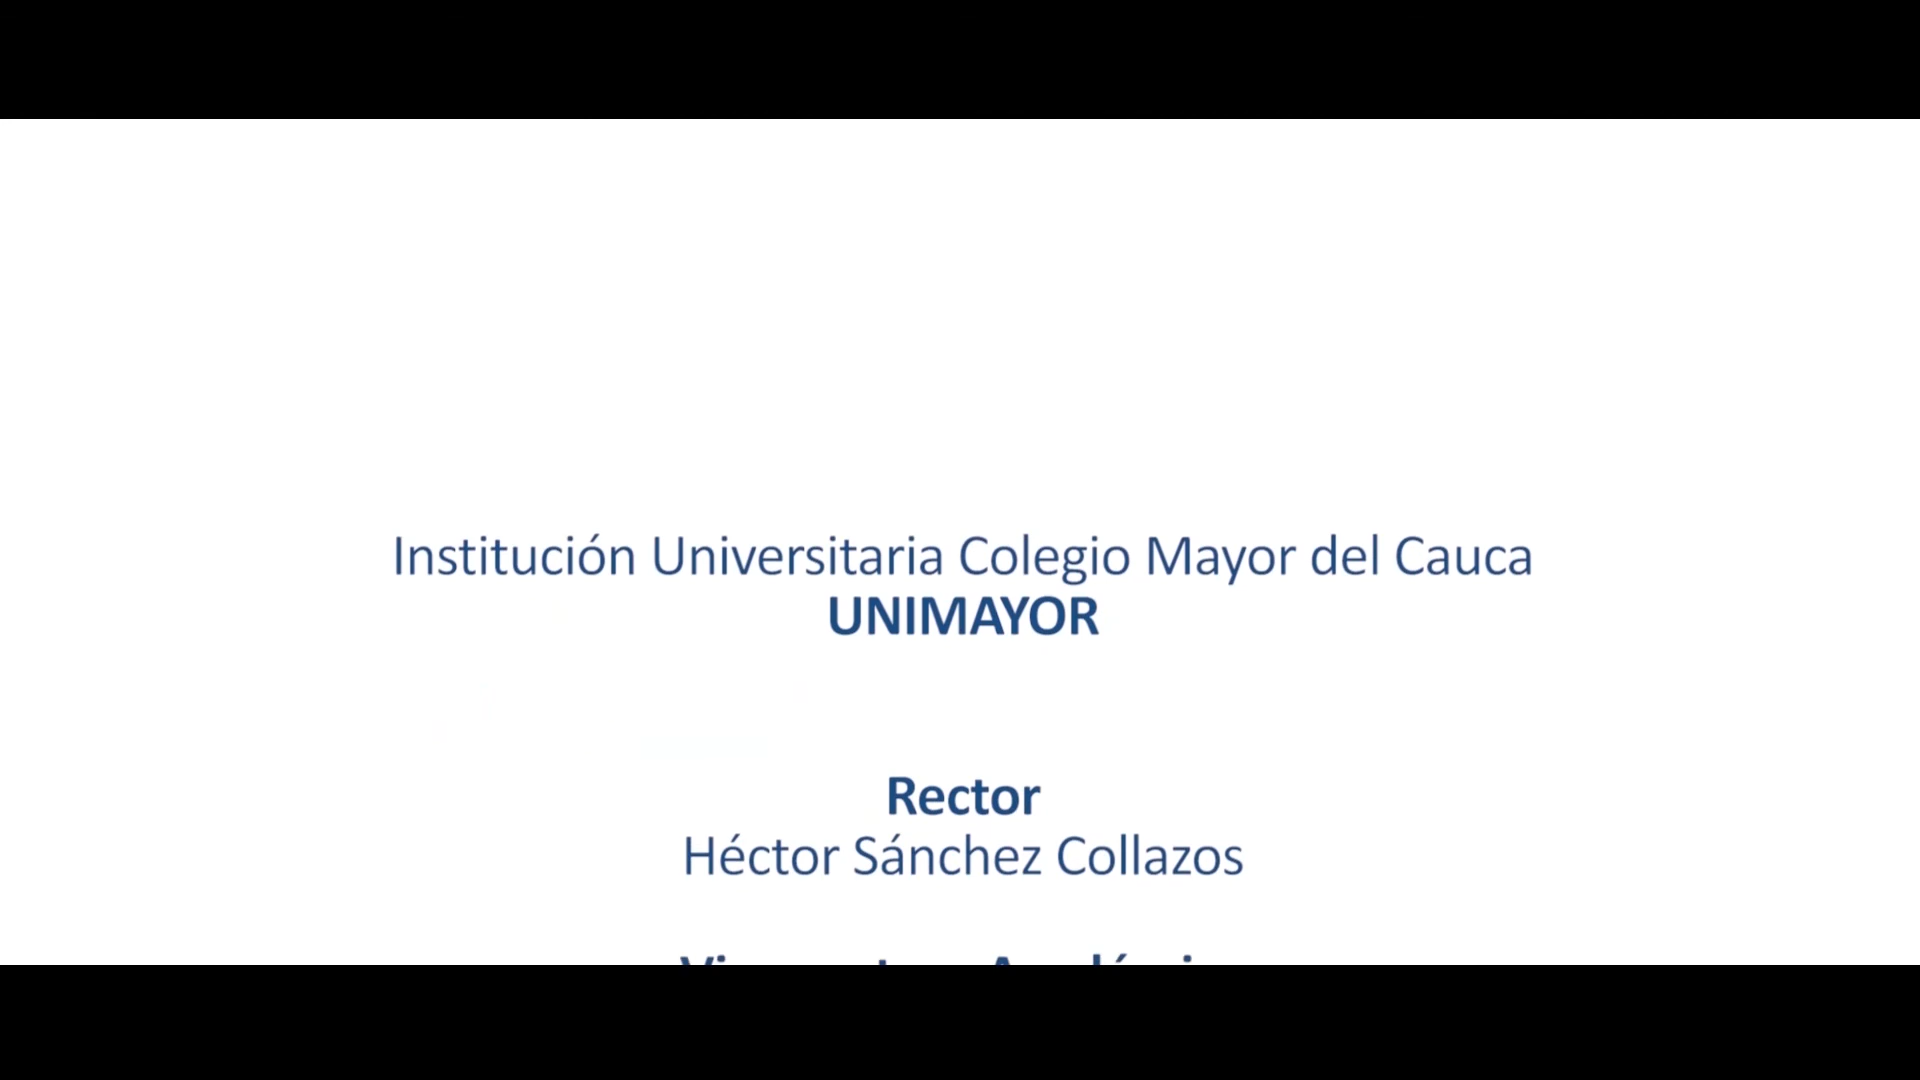 Institución Universitaria Colegio Mayor del Cauca
UNIMAYOR
Rector
Héctor Sánchez Collazos